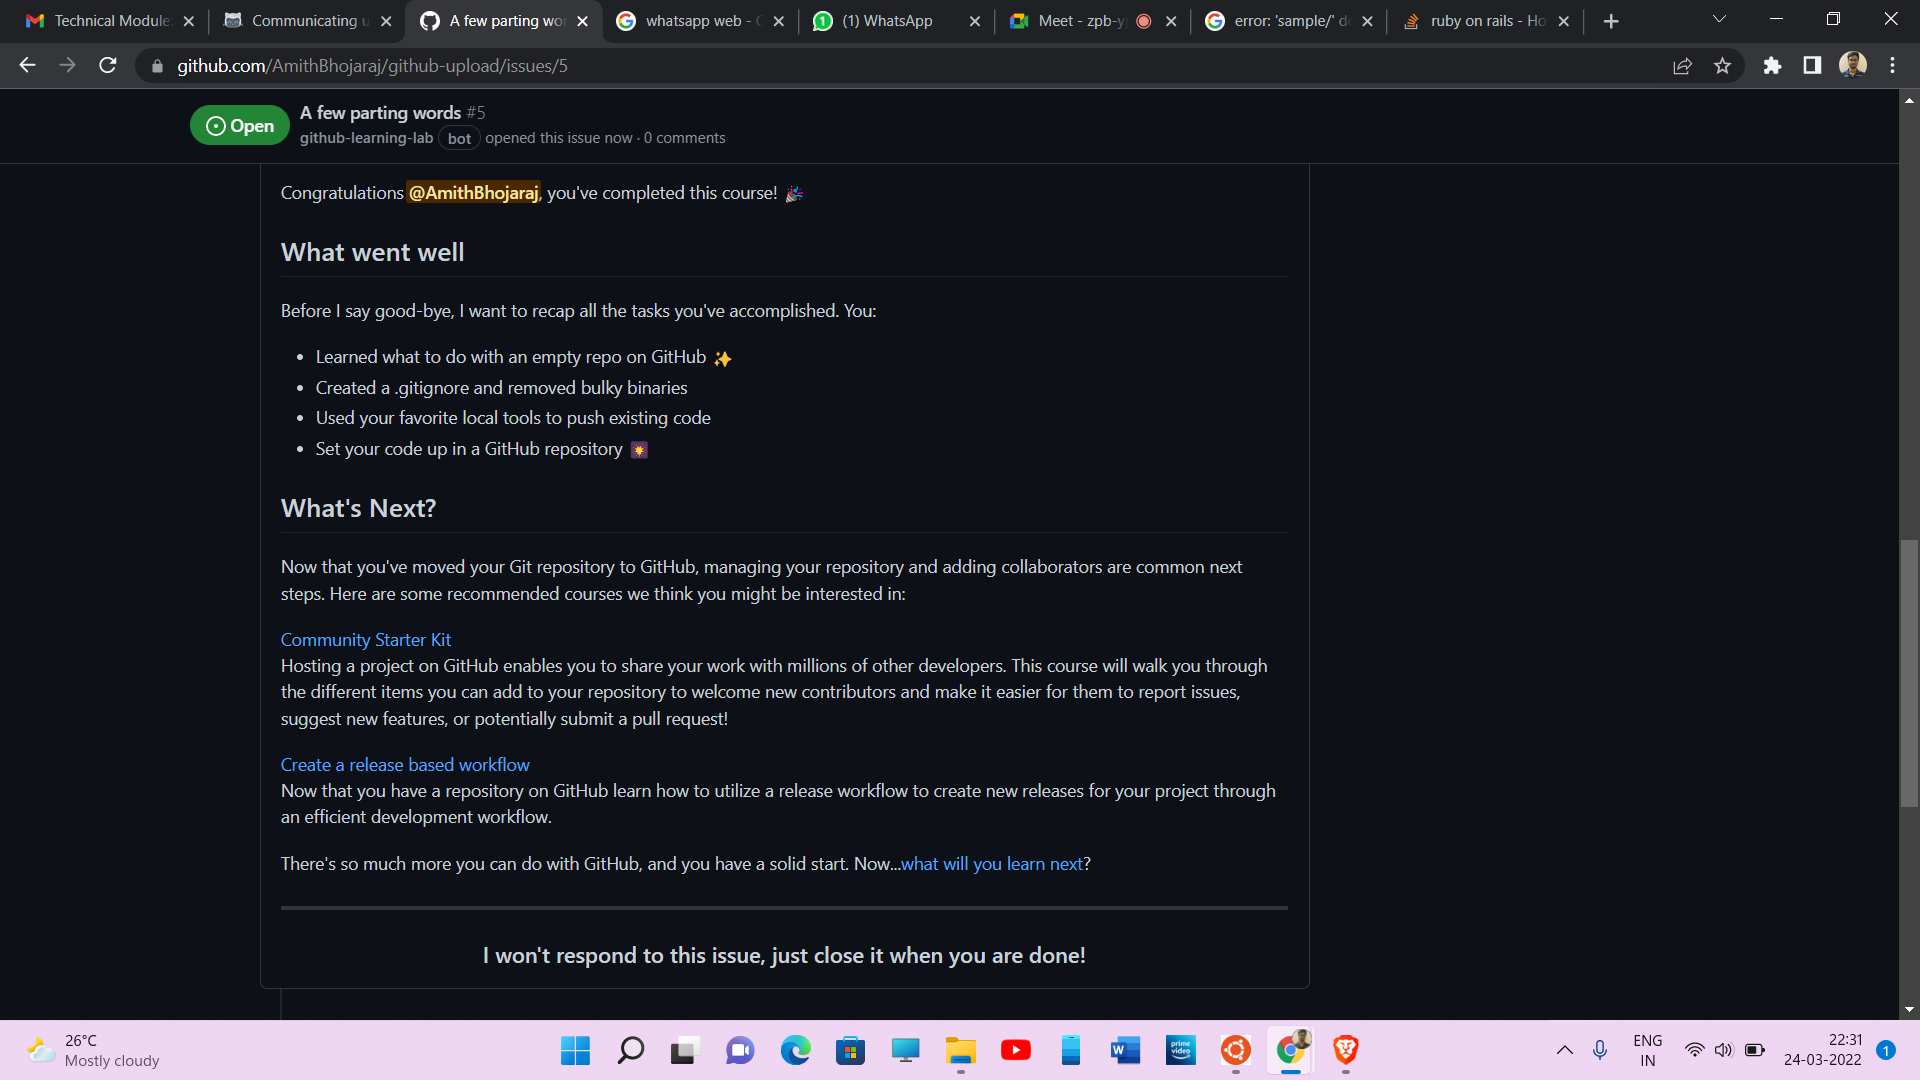 Technical Module
Communicating u
A few parting wor
whatsapp web - G
(1) WhatsApp
Meet - zpb-y
error: 'sample/' do
ruby on rails - Ho
github.com/AmithBhojaraj/github-upload/issues/5
Open
A few parting words #5
github-learning-lab bot opened this issue now · 0 comments
Congratulations @AmithBhojaraj, you've completed this course! 🎉
What went well
Before I say good-bye, I want to recap all the tasks you've accomplished. You:
• Learned what to do with an empty repo on GitHub ✨
• Created a .gitignore and removed bulky binaries
• Used your favorite local tools to push existing code
• Set your code up in a GitHub repository 🎇
What's Next?
Now that you've moved your Git repository to GitHub, managing your repository and adding collaborators are common next
steps. Here are some recommended courses we think you might be interested in:
Community Starter Kit
Hosting a project on GitHub enables you to share your work with millions of other developers. This course will walk you through
the different items you can add to your repository to welcome new contributors and make it easier for them to report issues,
suggest new features, or potentially submit a pull request!
Create a release based workflow
Now that you have a repository on GitHub learn how to utilize a release workflow to create new releases for your project through
an efficient development workflow.
There's so much more you can do with GitHub, and you have a solid start. Now...what will you learn next?
I won't respond to this issue, just close it when you are done!
26°C
Mostly cloudy
W
prime
video
ENG
IN
22:31
24-03-2022
1